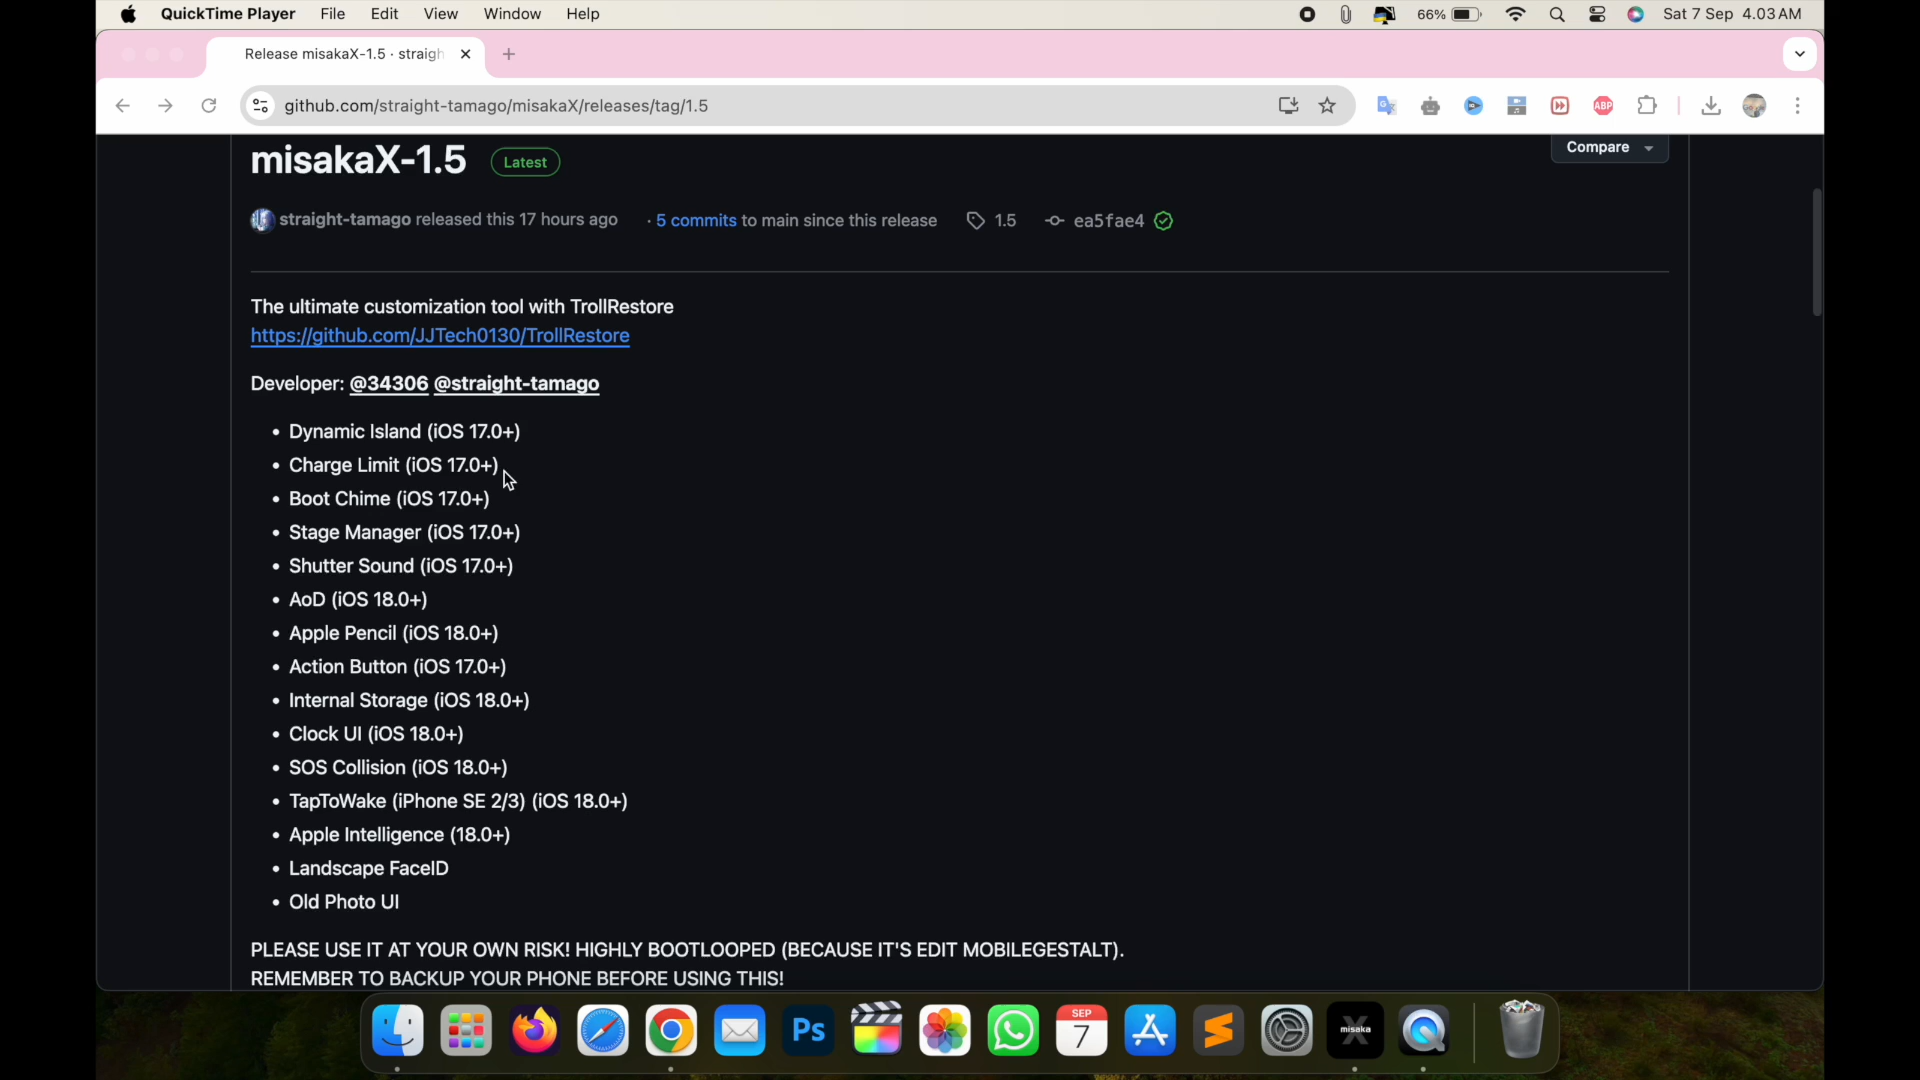 QuickTime Player File Edit View Window Help 66% Sat 7 Sep 4.03 AM
Release misakaX-1.5 · straigh
github.com/straight-tamago/misakaX/releases/tag/1.5
ABP
misakaX-1.5 Latest Compare
straight-tamago released this 17 hours ago · 5 commits to main since this release 1.5 ea5fae4
The ultimate customization tool with TrollRestore
https://github.com/JJTech0130/TrollRestore
Developer: @34306 @straight-tamago
• Dynamic Island (iOS 17.0+)
• Charge Limit (iOS 17.0+)
• Boot Chime (iOS 17.0+)
• Stage Manager (iOS 17.0+)
• Shutter Sound (iOS 17.0+)
• AoD (iOS 18.0+)
• Apple Pencil (iOS 18.0+)
• Action Button (iOS 17.0+)
• Internal Storage (iOS 18.0+)
• Clock UI (iOS 18.0+)
• SOS Collision (iOS 18.0+)
• TapToWake (iPhone SE 2/3) (iOS 18.0+)
• Apple Intelligence (18.0+)
• Landscape FaceID
• Old Photo UI
PLEASE USE IT AT YOUR OWN RISK! HIGHLY BOOTLOOPED (BECAUSE IT'S EDIT MOBILEGESTALT).
REMEMBER TO BACKUP YOUR PHONE BEFORE USING THIS!
Ps
SEP
7
misaka